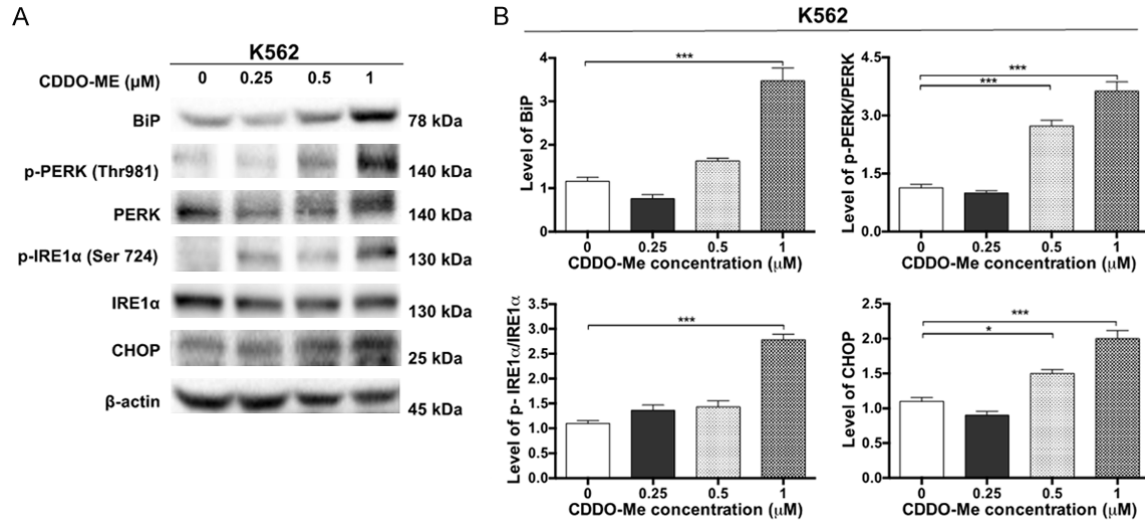 A
K562
CDDO-ME (μM) 0 0.25 0.5 1
BiP 78 kDa
p-PERK (Thr981) 140 kDa
PERK 140 kDa
p-IRE1α (Ser 724) 130 kDa
IRE1α 130 kDa
CHOP 25 kDa
β-actin 45 kDa
B
K562
Level of BiP
4
3
2
1
0
***
0 0.25 0.5 1
CDDO-Me concentration (μM)
Level of p-PERK/PERK
4.5
3.0
1.5
0.0
***
***
0 0.25 0.5 1
CDDO-Me concentration (μM)
Level of p- IRE1α/IRE1α
3.5
3.0
2.5
2.0
1.5
1.0
0.5
0.0
***
0 0.25 0.5 1
CDDO-Me concentration (μM)
Level of CHOP
2.5
2.0
1.5
1.0
0.5
0.0
***
*
0 0.25 0.5 1
CDDO-Me concentration (μM)